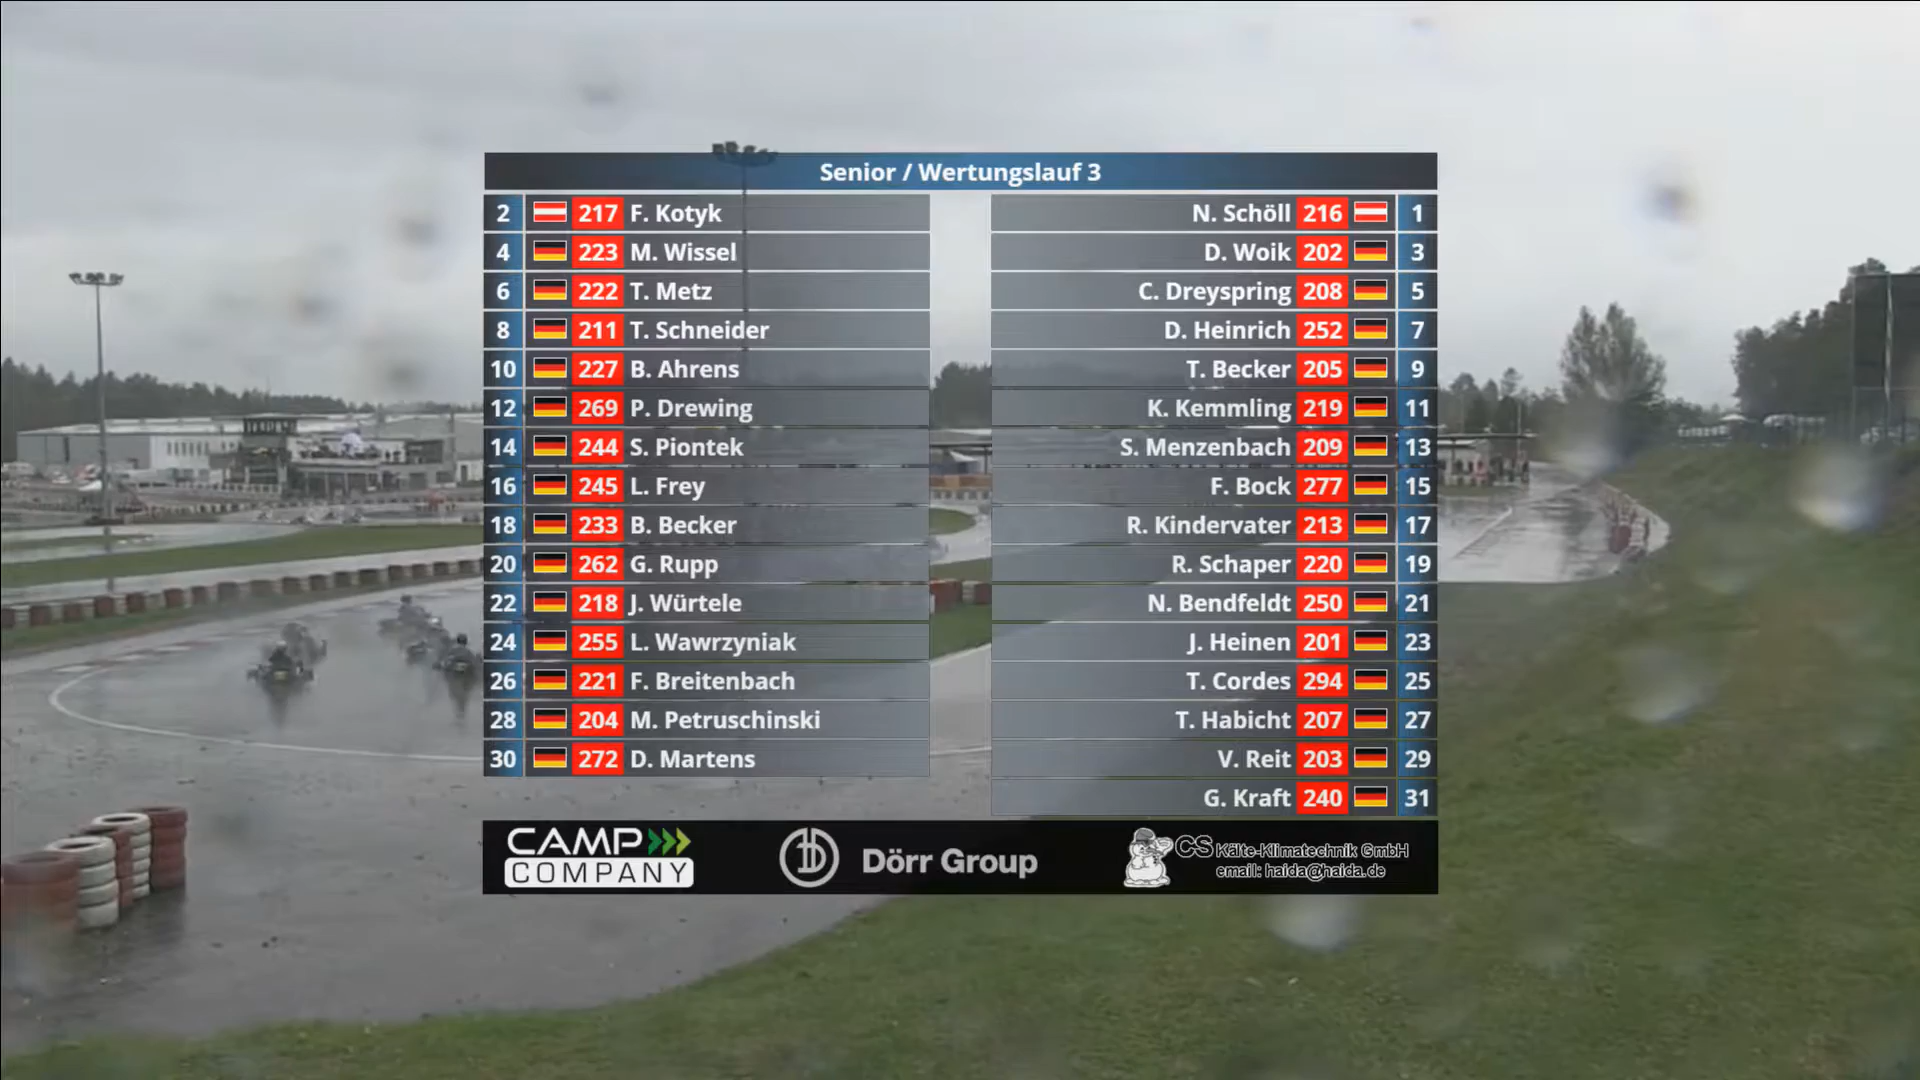 Senior / Wertungslauf 3
2 217 F. Kotyk
N. Schöll 216 1
4 223 M. Wissel
D. Woik 202 3
6 222 T. Metz
C. Dreyspring 208 5
8 211 T. Schneider
D. Heinrich 252 7
10 227 B. Ahrens
T. Becker 205 9
12 269 P. Drewing
K. Kemmling 219 11
14 244 S. Piontek
S. Menzenbach 209 13
16 245 L. Frey
F. Bock 277 15
18 233 B. Becker
R. Kindervater 213 17
20 262 G. Rupp
R. Schaper 220 19
22 218 J. Würtele
N. Bendfeldt 250 21
24 255 L. Wawrzyniak
J. Heinen 201 23
26 221 F. Breitenbach
T. Cordes 294 25
28 204 M. Petruschinski
T. Habicht 207 27
30 272 D. Martens
V. Reit 203 29
G. Kraft 240 31
CAMP
COMPANY
Dörr Group
CS Kälte-Klimatechnik GmbH
email: haida@haida.de